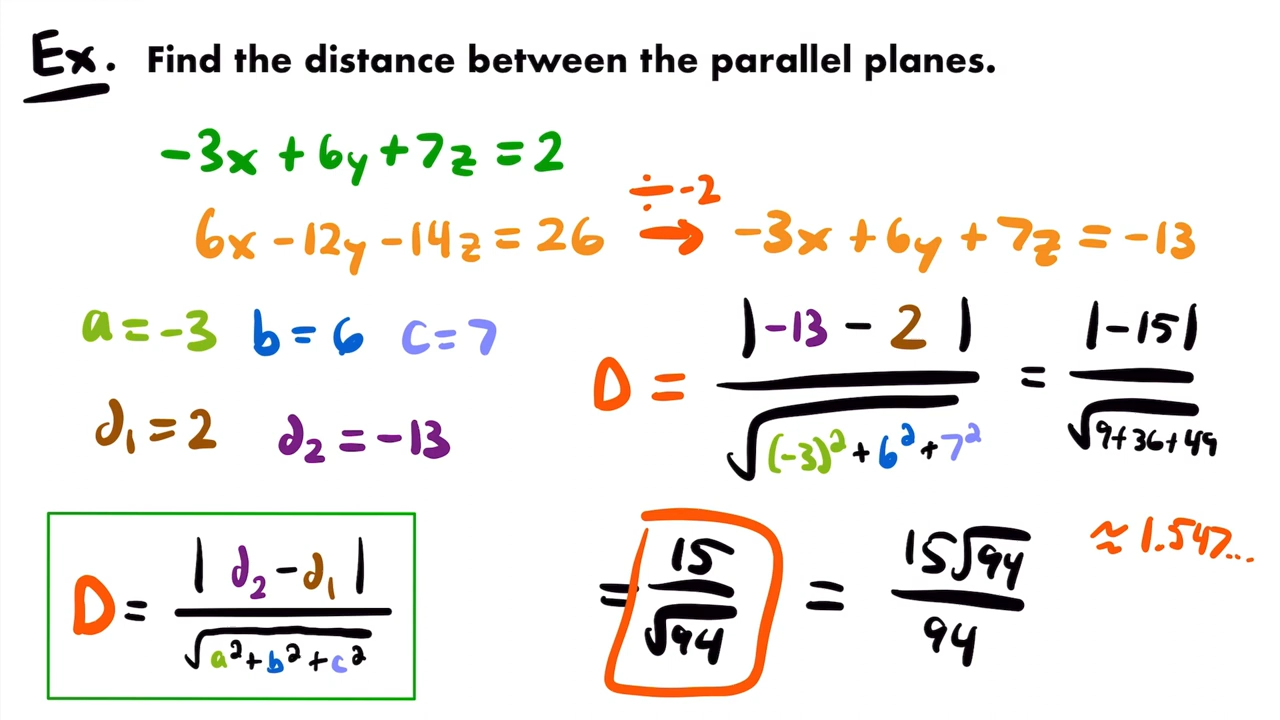 Ex. Find the distance between the parallel planes.
-3x + 6y + 7z = 2
6x - 12y - 14z = 26 ÷ -2 → -3x + 6y + 7z = -13
a = -3 b = 6 c = 7
d₁ = 2 d₂ = -13
D = |-13 - 2| / √((-3)² + 6² + 7²) = |-15| / √(9+36+49)
D = |d₂ - d₁| / √(a² + b² + c²)
= 15 / √94 = 15√94 / 94 ≈ 1.547...